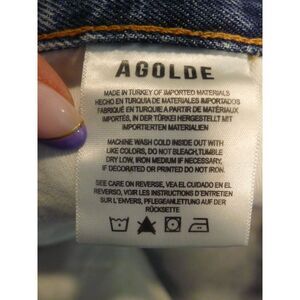 AGOLDE
MADE IN TURKEY OF IMPORTED MATERIALS
HECHO EN TURQUIA DE MATERIALES IMPORTADOS
FABRIQUÉ EN TURQUIE A PARTIR DE MATÉRIAUX
IMPORTÉS, IN DER TÜRKEI HERGESTELLT MIT
IMPORTIERTEN MATERIALIEN
MACHINE WASH COLD INSIDE OUT WITH
LIKE COLORS, DO NOT BLEACH, TUMBLE
DRY LOW, IRON MEDIUM IF NECESSARY,
IF DECORATED OR PRINTED DO NOT IRON.
SEE CARE ON REVERSE, VEA EL CUIDADO EN EL
REVERSO, VOIR LES INSTRUCTIONS D'ENTRETIEN
SUR L'ENVERS, PFLEGEANLEITUNG AUF DER
RÜCKSEITE